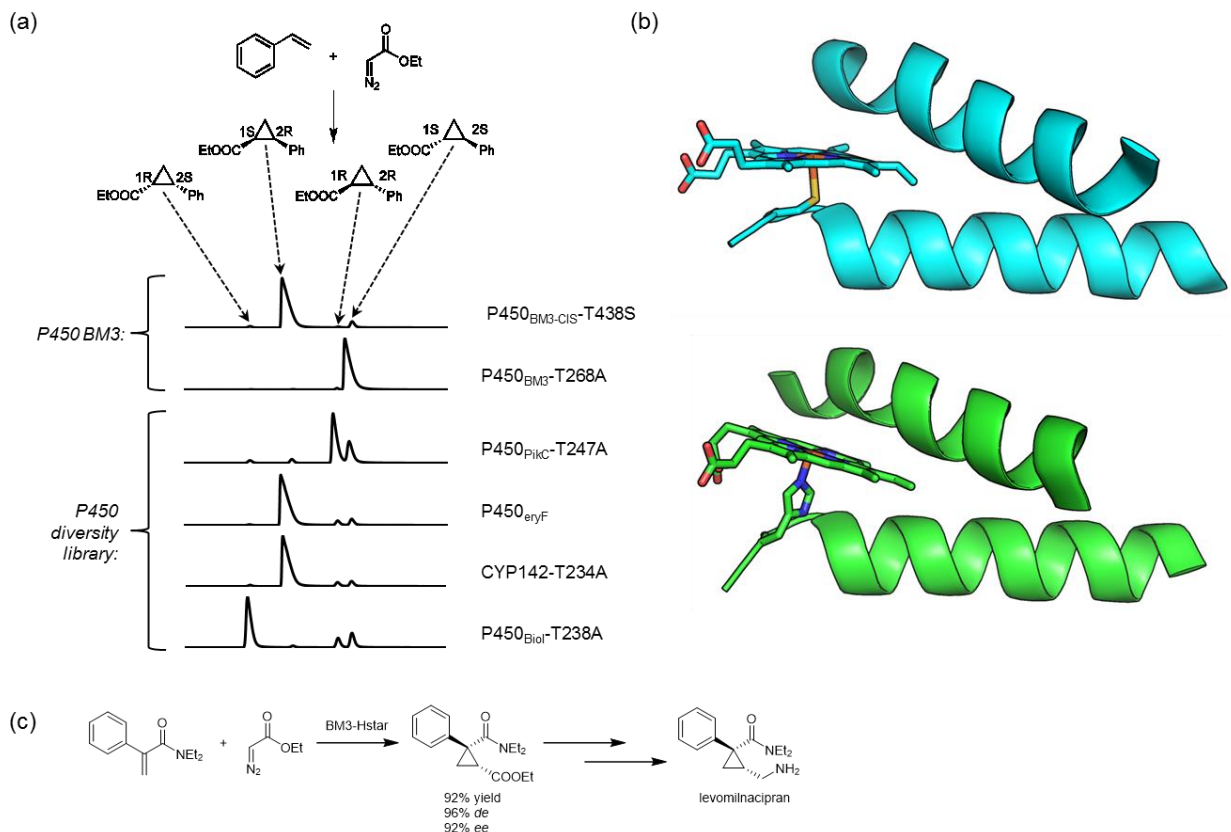 (a)
O
+
OEt
N2
1S 2R
EtOOC Ph
1S 2S
EtOOC Ph
1R 2S
EtOOC Ph
1R 2R
EtOOC Ph
P450 BM3:
P450BM3-CIS-T438S
P450BM3-T268A
P450
diversity
library:
P450PikC-T247A
P450eryF
CYP142-T234A
P450BioI-T238A
(b)
(c)
O
NEt2
+
O
OEt
N2
BM3-Hstar
O
NEt2
COOEt
92% yield
96% de
92% ee
O
NEt2
NH2
levomilnacipran